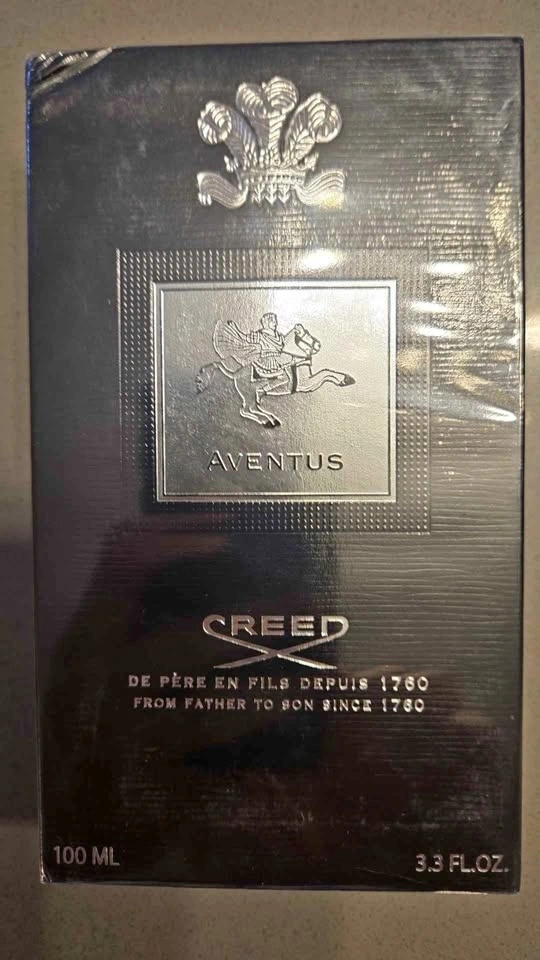 AVENTUS
CREED
DE PÈRE EN FILS DEPUIS 1760
FROM FATHER TO SON SINCE 1760
100 ML
3.3 FL.OZ.